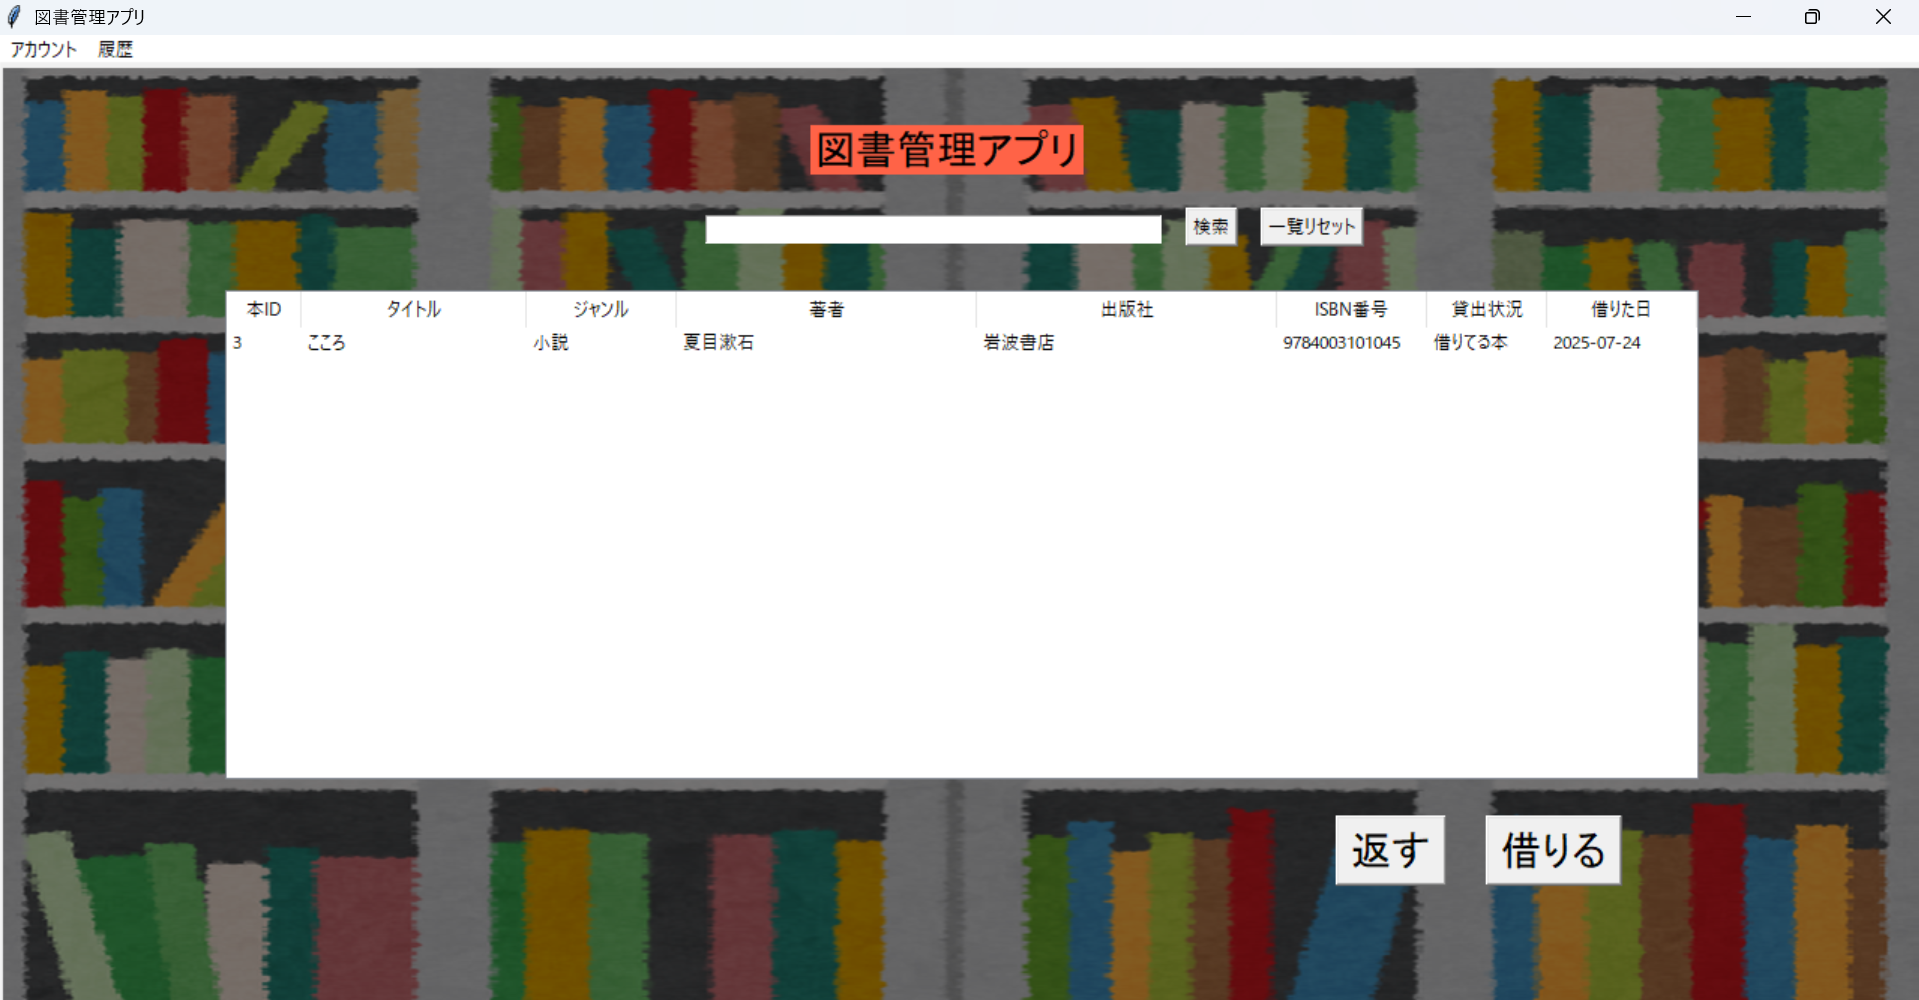 図書管理アプリ
アカウント 履歴
図書管理アプリ
検索 一覧リセット
本ID タイトル ジャンル 著者 出版社 ISBN番号 貸出状況 借りた日
3 こころ 小説 夏目漱石 岩波書店 9784003101045 借りてる本 2025-07-24
返す 借りる